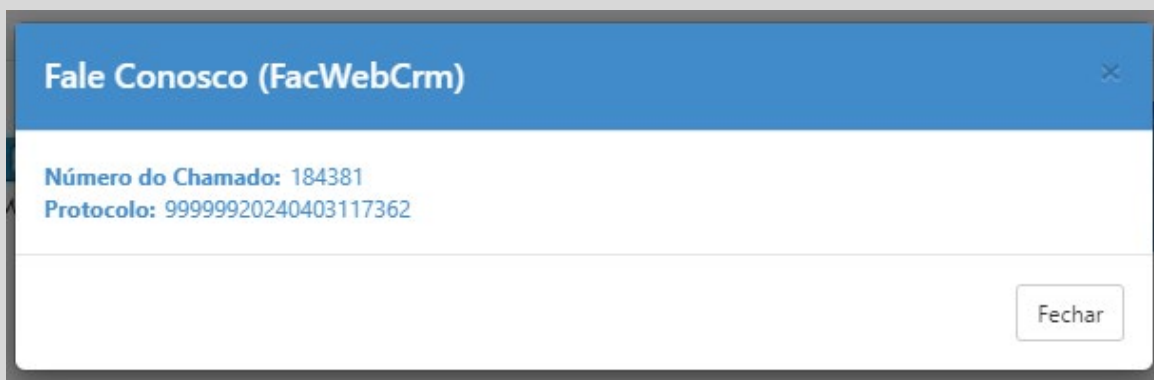 Fale Conosco (FacWebCrm)
×
Número do Chamado: 184381
Protocolo: 99999920240403117362
Fechar